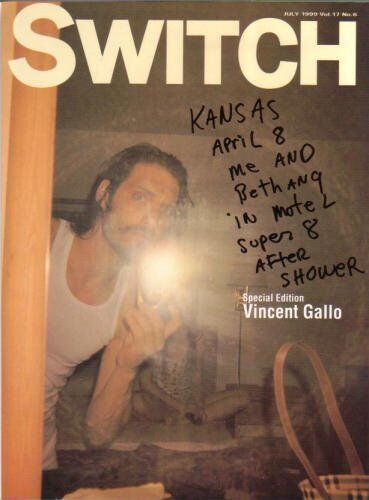 JULY 1999 Vol.17 No.6
SWITCH
KANSAS
April 8
me AND
Bethany
in motel
super 8
AFTER
SHOWER
Special Edition
Vincent Gallo